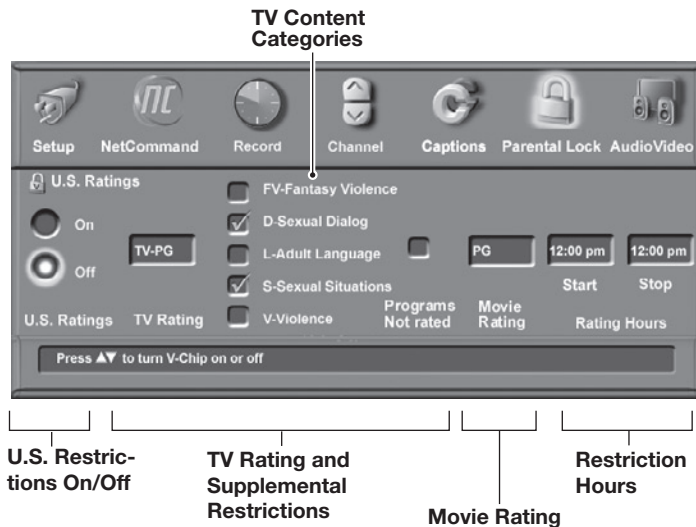 TV Content
Categories
Setup NetCommand Record Channel Captions Parental Lock AudioVideo
U.S. Ratings
On
Off
U.S. Ratings
TV-PG
TV Rating
FV-Fantasy Violence
D-Sexual Dialog
L-Adult Language
S-Sexual Situations
V-Violence
Programs
Not rated
PG
Movie
Rating
12:00 pm 12:00 pm
Start Stop
Rating Hours
Press ▲▼ to turn V-Chip on or off
U.S. Restric-
tions On/Off
TV Rating and
Supplemental
Restrictions
Movie Rating
Restriction
Hours